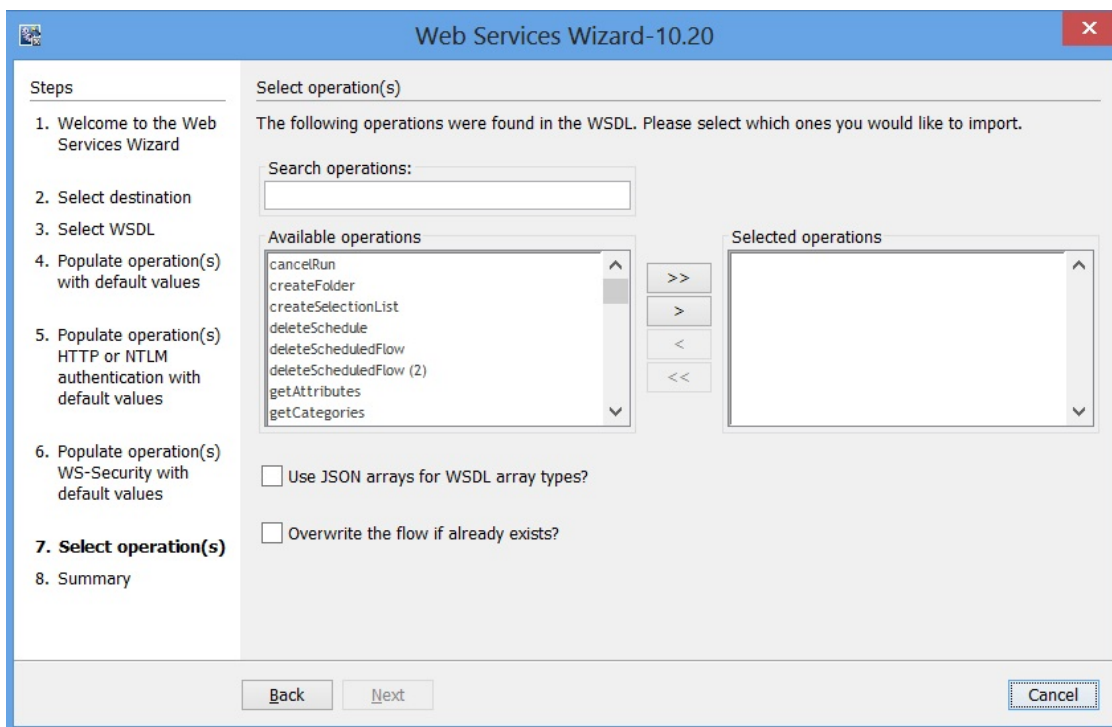 Web Services Wizard-10.20
x
Steps
1. Welcome to the Web
Services Wizard
2. Select destination
3. Select WSDL
4. Populate operation(s)
with default values
5. Populate operation(s)
HTTP or NTLM
authentication with
default values
6. Populate operation(s)
WS-Security with
default values
7. Select operation(s)
8. Summary
Select operation(s)
The following operations were found in the WSDL. Please select which ones you would like to import.
Search operations:
Available operations
cancelRun
createFolder
createSelectionList
deleteSchedule
deleteScheduledFlow
deleteScheduledFlow (2)
getAttributes
getCategories
>>
>
<
<<
Selected operations
Use JSON arrays for WSDL array types?
Overwrite the flow if already exists?
Back
Next
Cancel